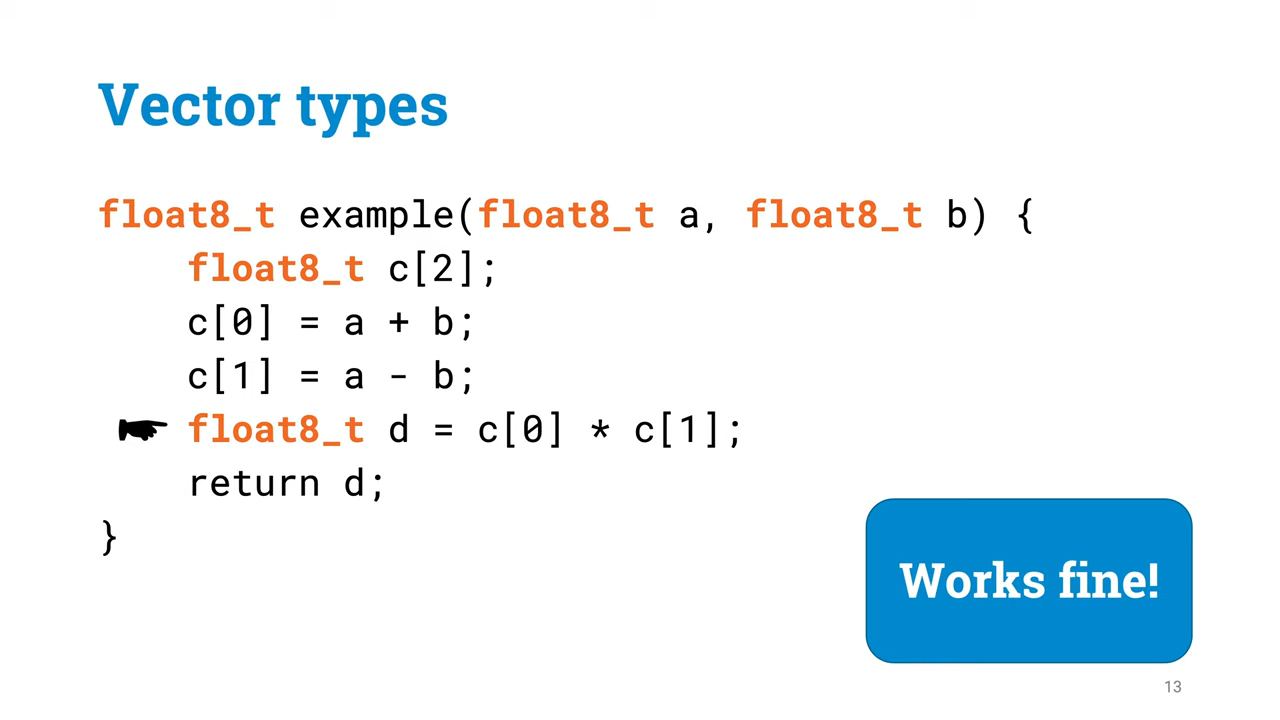 Vector types
float8_t example(float8_t a, float8_t b) {
float8_t c[2];
c[0] = a + b;
c[1] = a - b;
float8_t d = c[0] * c[1];
return d;
}
Works fine!
13